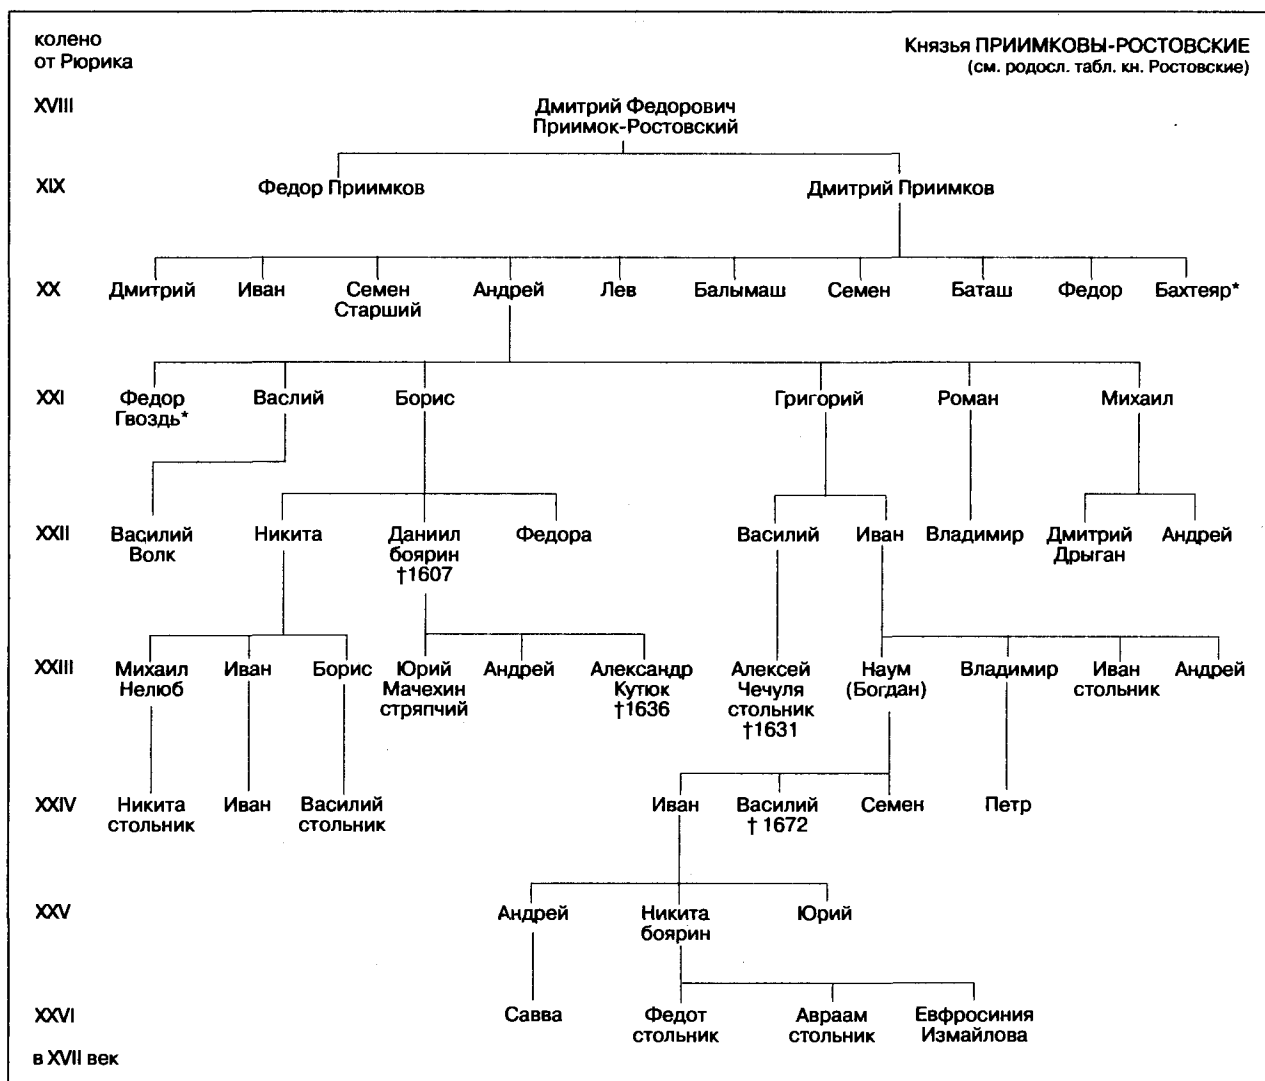 колено
от Рюрика
Князья ПРИИМКОВЫ-РОСТОВСКИЕ
(см. родосл. табл. кн. Ростовские)
XVIII
Дмитрий Федорович
Приимок-Ростовский
XIX
Федор Приимков
Дмитрий Приимков
XX
Дмитрий
Иван
Семен
Старший
Андрей
Лев
Балымаш
Семен
Баташ
Федор
Бахтеяр*
XXI
Федор
Гвоздь*
Васлий
Борис
Григорий
Роман
Михаил
XXII
Василий
Волк
Никита
Даниил
боярин
†1607
Федора
Василий
Иван
Владимир
Дмитрий
Дрыган
Андрей
XXIII
Михаил
Нелюб
Иван
Борис
Юрий
Мачехин
стряпчий
Андрей
Александр
Кутюк
†1636
Алексей
Чечуля
стольник
†1631
Наум
(Богдан)
Владимир
Иван
стольник
Андрей
XXIV
Никита
стольник
Иван
Василий
стольник
Иван
Василий
† 1672
Семен
Петр
XXV
Андрей
Никита
боярин
Юрий
XXVI
Савва
Федот
стольник
Авраам
стольник
Евфросиния
Измайлова
в XVII век